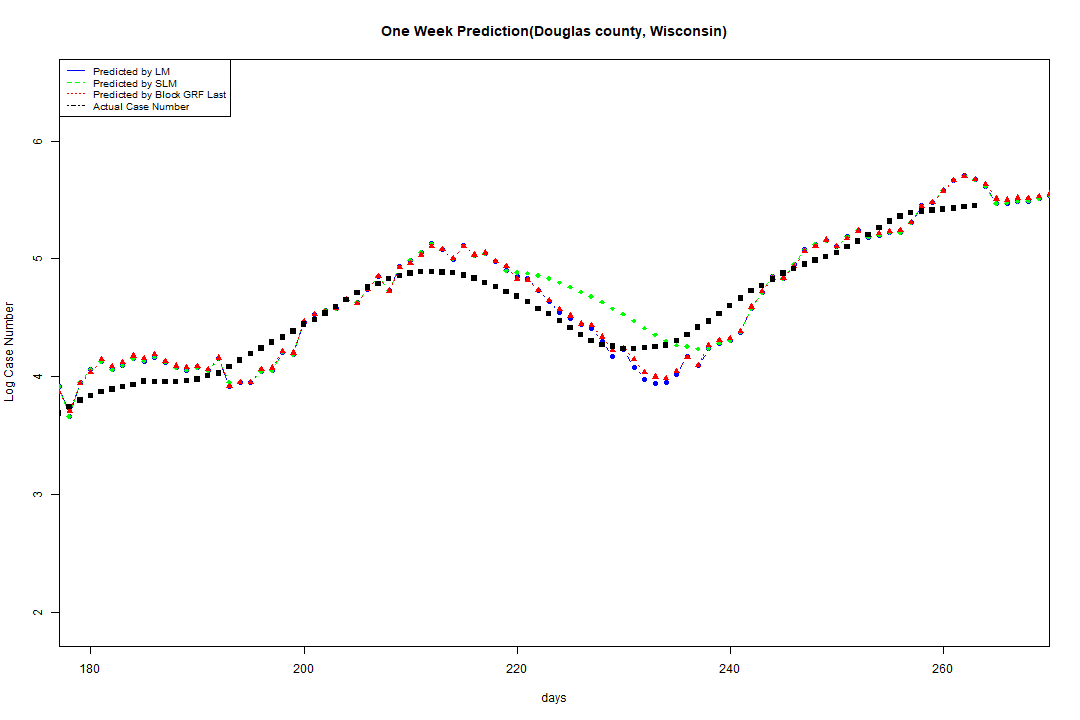 One Week Prediction(Douglas county, Wisconsin)
Predicted by LM
Predicted by SLM
Predicted by Block GRF Last
Actual Case Number
6
5
4
3
2
Log Case Number
180 200 220 240 260
days